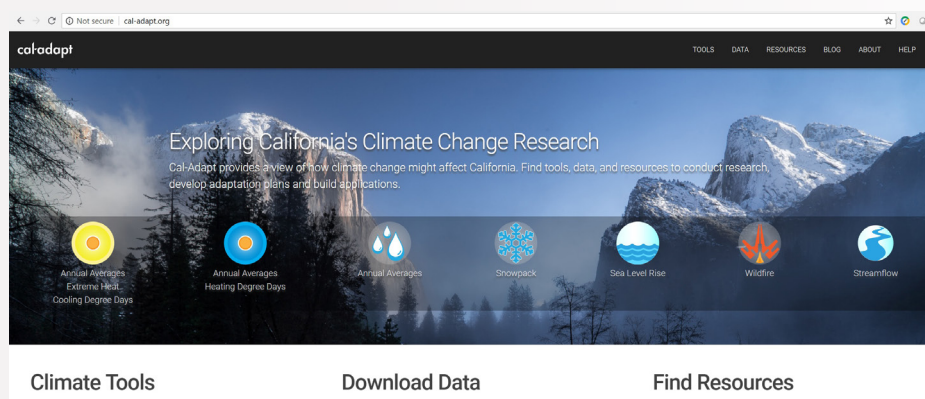 Not secure | cal-adapt.org
cal-adapt
TOOLS DATA RESOURCES BLOG ABOUT HELP
Exploring California's Climate Change Research
Cal-Adapt provides a view of how climate change might affect California. Find tools, data, and resources to conduct research,
develop adaptation plans and build applications.
Annual Averages
Extreme Heat
Cooling Degree Days
Annual Averages
Heating Degree Days
Annual Averages
Snowpack
Sea Level Rise
Wildfire
Streamflow
Climate Tools
Download Data
Find Resources